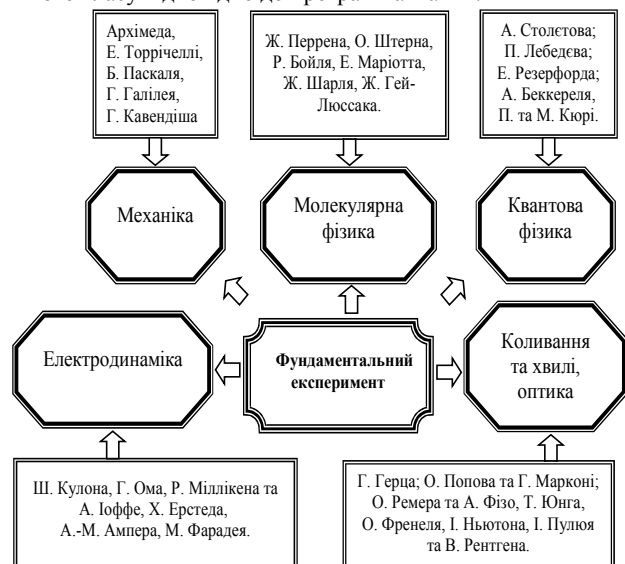 Архімеда,
Е. Торрічеллі,
Б. Паскаля,
Г. Галілея,
Г. Кавендіша
Ж. Перрена, О. Штерна,
Р. Бойля, Е. Маріотта,
Ж. Шарля, Ж. Гей-
Люссака.
А. Столєтова;
П. Лебедєва;
Е. Резерфорда;
А. Беккереля,
П. та М. Кюрі.
Механіка
Молекулярна
фізика
Квантова
фізика
Електродинаміка
Фундаментальний
експеримент
Коливання
та хвилі,
оптика
Ш. Кулона, Г. Ома, Р. Міллікена та
А. Іоффе, Х. Ерстеда,
А.-М. Ампера, М. Фарадея.
Г. Герца; О. Попова та Г. Марконі;
О. Ремера та А. Фізо, Т. Юнга,
О. Френеля, І. Ньютона, І. Пулюя
та В. Рентгена.